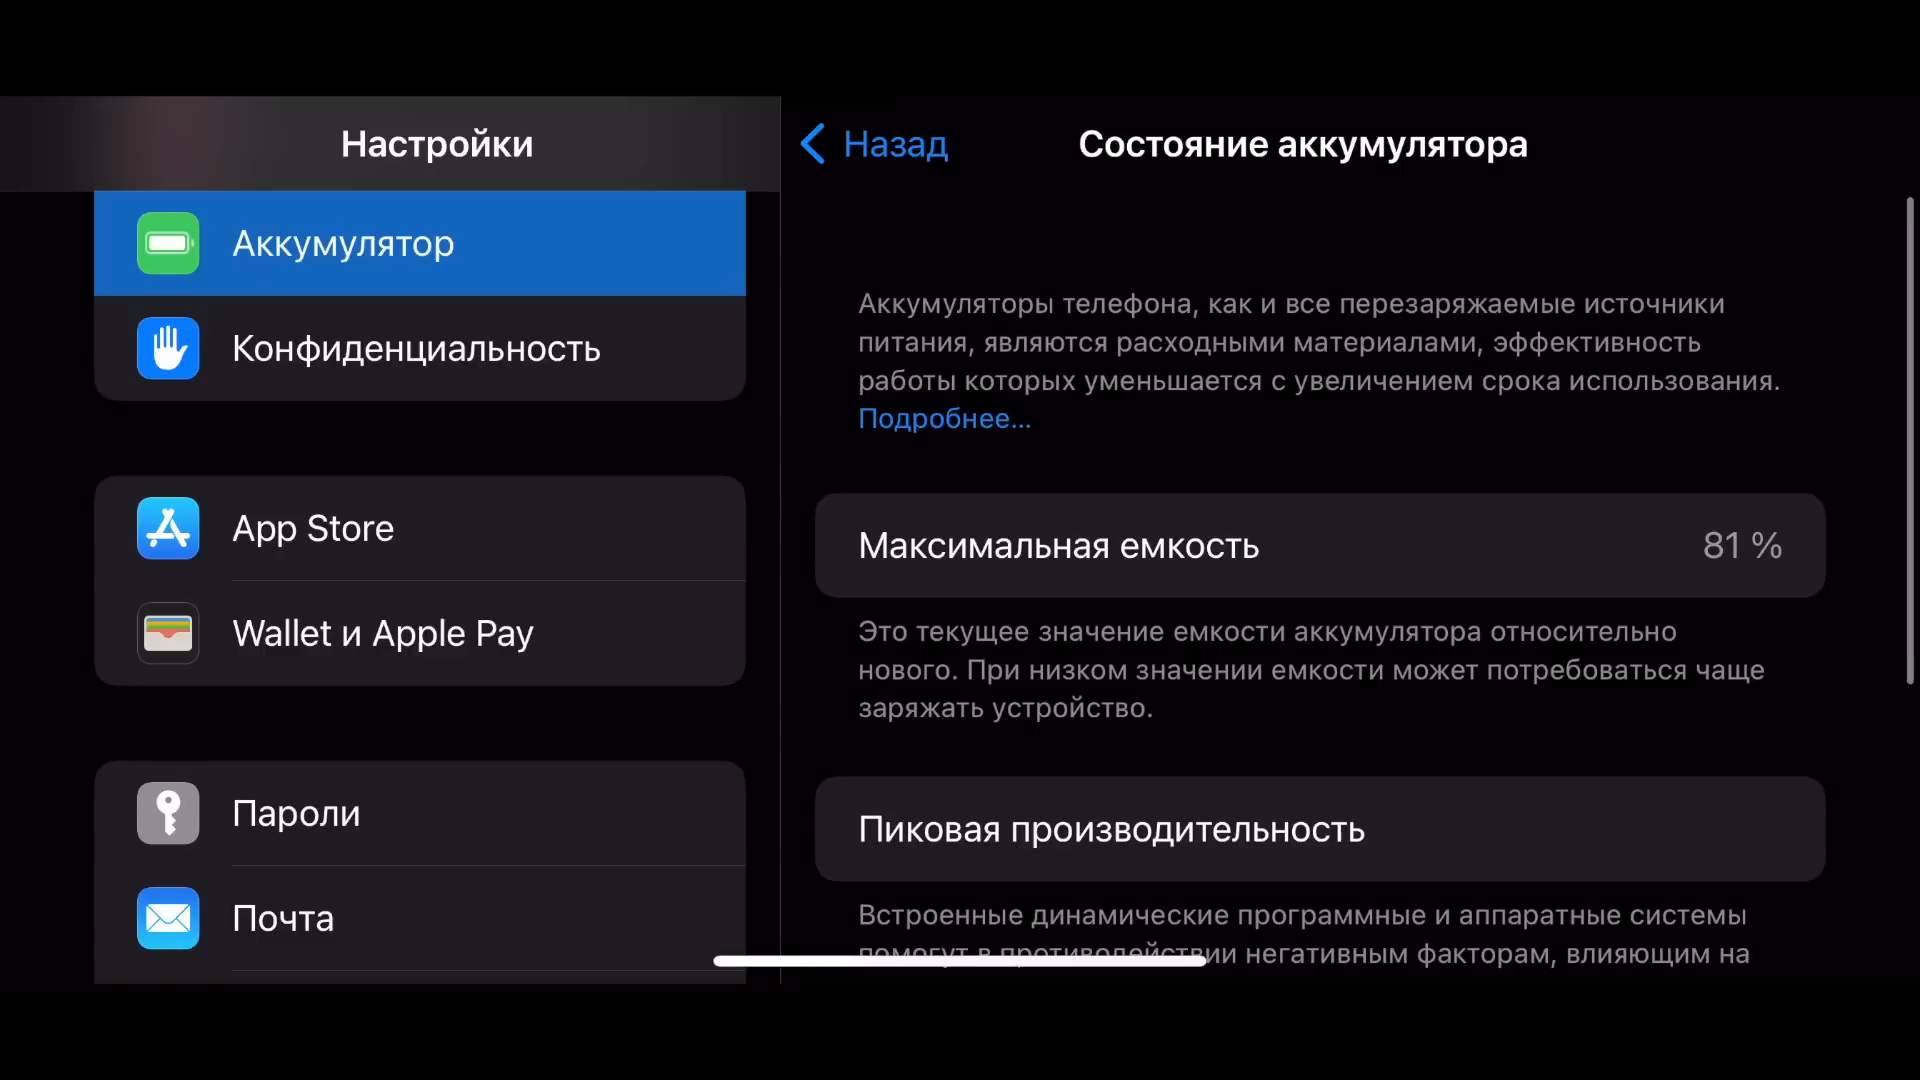 Настройки
Аккумулятор
Конфиденциальность
App Store
Wallet и Apple Pay
Пароли
Почта
Назад
Состояние аккумулятора
Аккумуляторы телефона, как и все перезаряжаемые источники
питания, являются расходными материалами, эффективность
работы которых уменьшается с увеличением срока использования.
Подробнее...
Максимальная емкость 81 %
Это текущее значение емкости аккумулятора относительно
нового. При низком значении емкости может потребоваться чаще
заряжать устройство.
Пиковая производительность
Встроенные динамические программные и аппаратные системы
помогут в противодействии негативным факторам, влияющим на